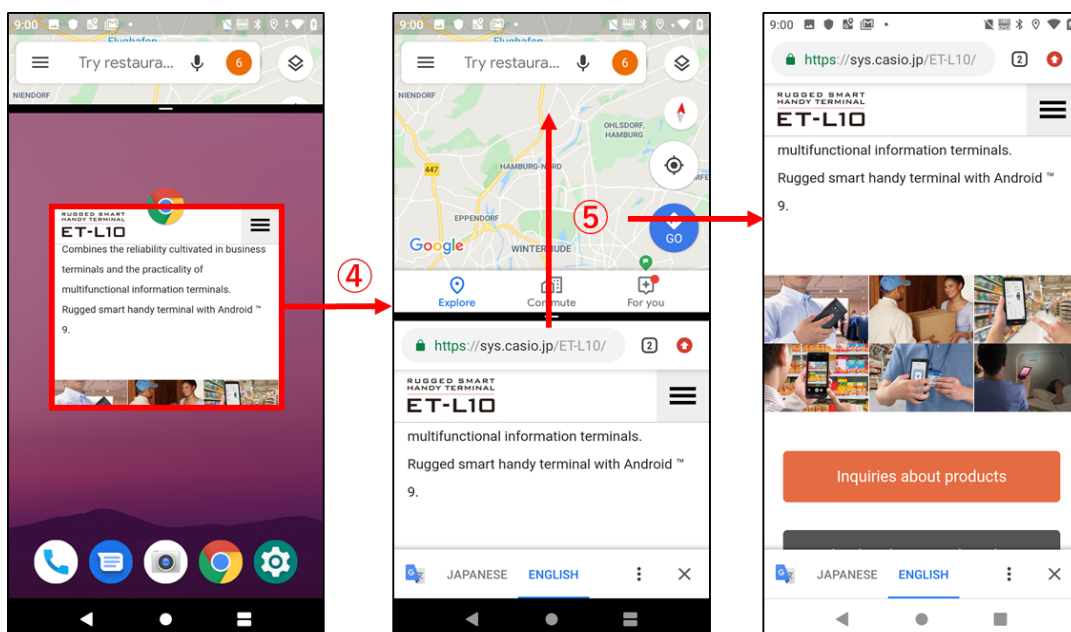 9:00
Flughafen
Try restaura...
6
NIENDORF
RUGGED SMART
HANDY TERMINAL
ET-L10
Combines the reliability cultivated in business
terminals and the practicality of
multifunctional information terminals.
Rugged smart handy terminal with Android ™
9.
④
9:00
Try restaura...
6
NIENDORF
OHLSDORF,
HAMBURG
447
HAMBURG-NORD
EPPENDORF
Google
WINTERHUDE
GO
⑤
Explore
Commute
For you
https://sys.casio.jp/ET-L10/
2
RUGGED SMART
HANDY TERMINAL
ET-L10
multifunctional information terminals.
Rugged smart handy terminal with Android ™
9.
JAPANESE ENGLISH
9:00
https://sys.casio.jp/ET-L10/
2
RUGGED SMART
HANDY TERMINAL
ET-L10
multifunctional information terminals.
Rugged smart handy terminal with Android ™
9.
Inquiries about products
JAPANESE ENGLISH